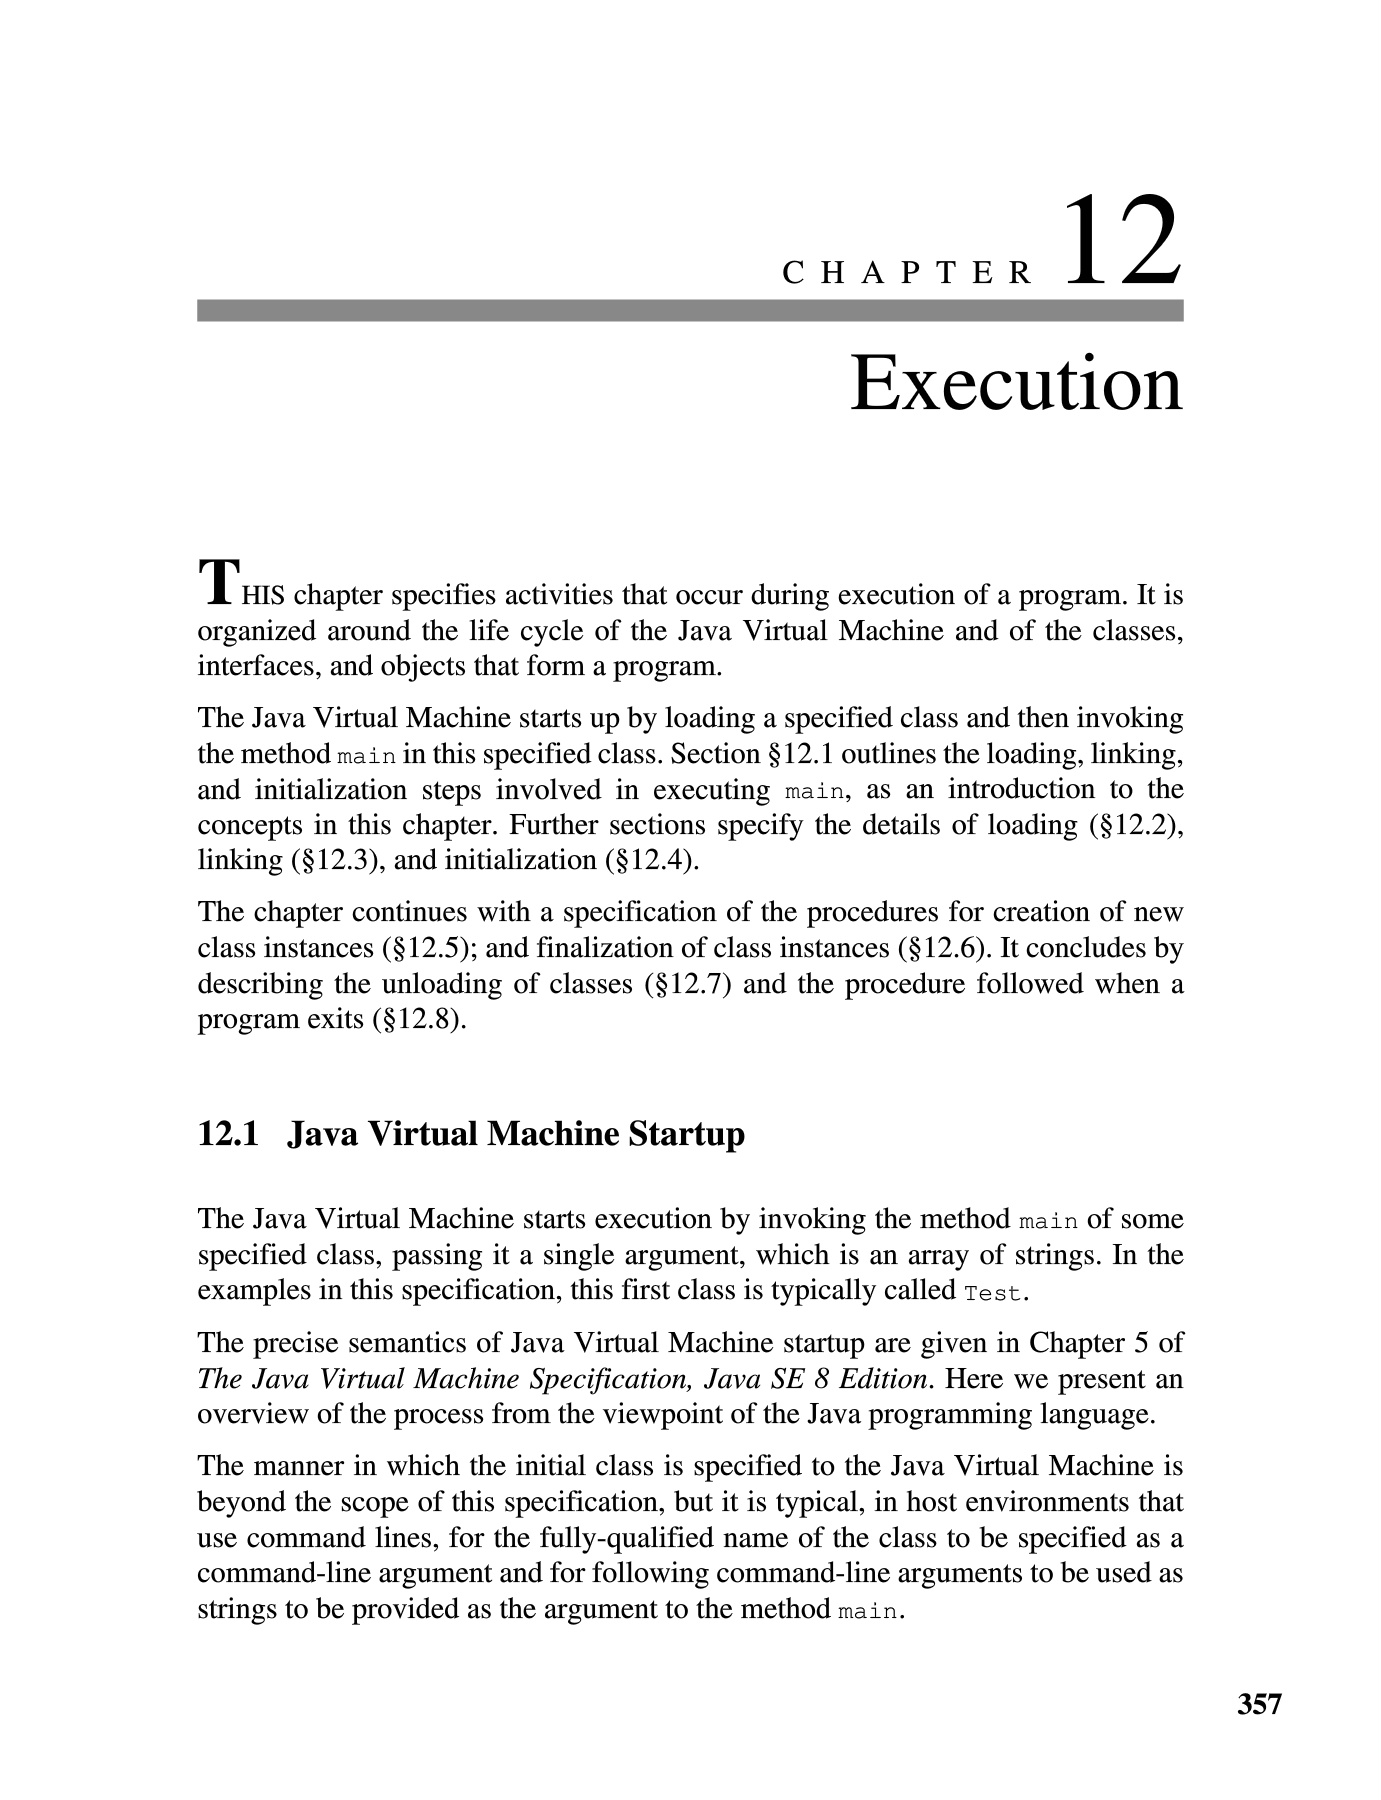 CHAPTER 12
Execution
THIS chapter specifies activities that occur during execution of a program. It is
organized around the life cycle of the Java Virtual Machine and of the classes,
interfaces, and objects that form a program.
The Java Virtual Machine starts up by loading a specified class and then invoking
the method main in this specified class. Section §12.1 outlines the loading, linking,
and initialization steps involved in executing main, as an introduction to the
concepts in this chapter. Further sections specify the details of loading (§12.2),
linking (§12.3), and initialization (§12.4).
The chapter continues with a specification of the procedures for creation of new
class instances (§12.5); and finalization of class instances (§12.6). It concludes by
describing the unloading of classes (§12.7) and the procedure followed when a
program exits (§12.8).
12.1 Java Virtual Machine Startup
The Java Virtual Machine starts execution by invoking the method main of some
specified class, passing it a single argument, which is an array of strings. In the
examples in this specification, this first class is typically called Test.
The precise semantics of Java Virtual Machine startup are given in Chapter 5 of
The Java Virtual Machine Specification, Java SE 8 Edition. Here we present an
overview of the process from the viewpoint of the Java programming language.
The manner in which the initial class is specified to the Java Virtual Machine is
beyond the scope of this specification, but it is typical, in host environments that
use command lines, for the fully-qualified name of the class to be specified as a
command-line argument and for following command-line arguments to be used as
strings to be provided as the argument to the method main.
357